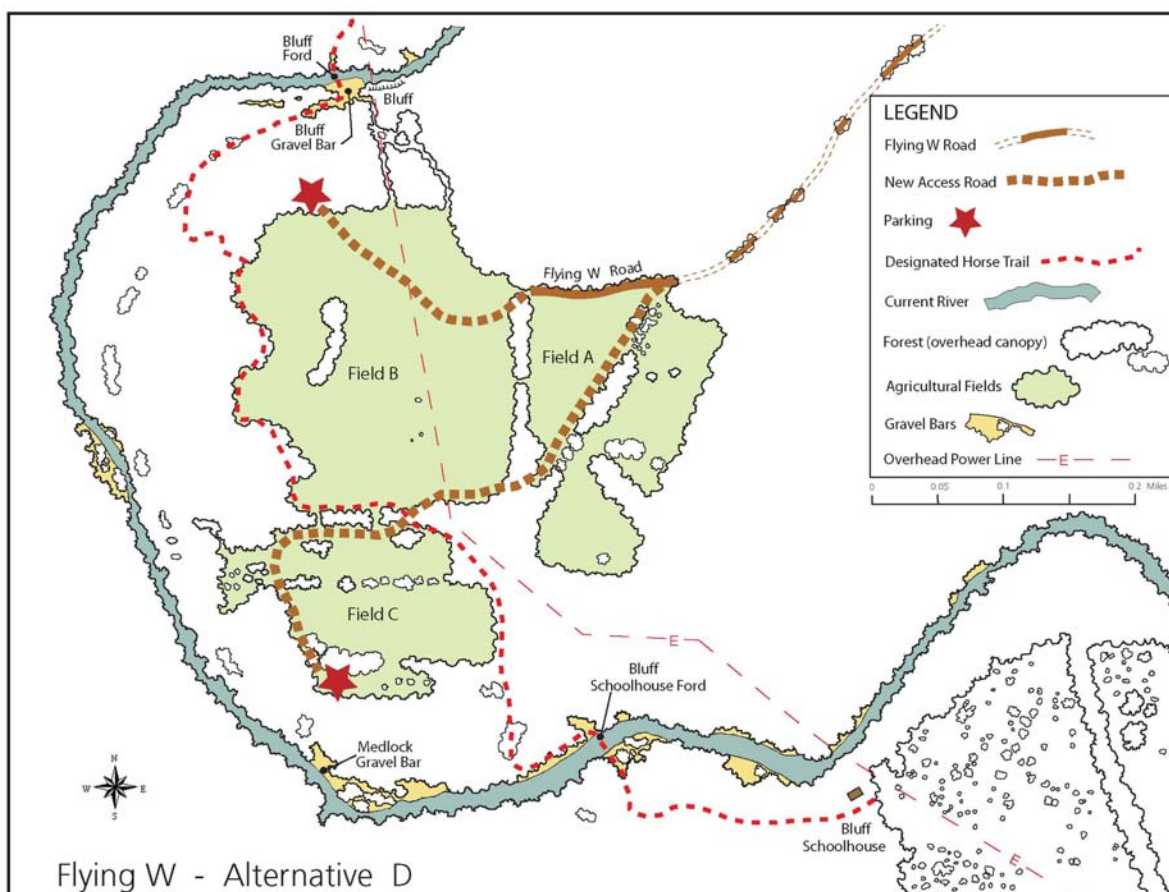 Bluff
Ford
Bluff
Bluff
Gravel Bar
Flying W Road
Field A
Field B
Field C
E
Bluff
Schoolhouse Ford
Medlock
Gravel Bar
Bluff
Schoolhouse
E
N
W E
S
Flying W - Alternative D
LEGEND
Flying W Road
New Access Road
Parking
Designated Horse Trail
Current River
Forest (overhead canopy)
Agricultural Fields
Gravel Bars
Overhead Power Line
E
0 0.05 0.1 0.2 Miles